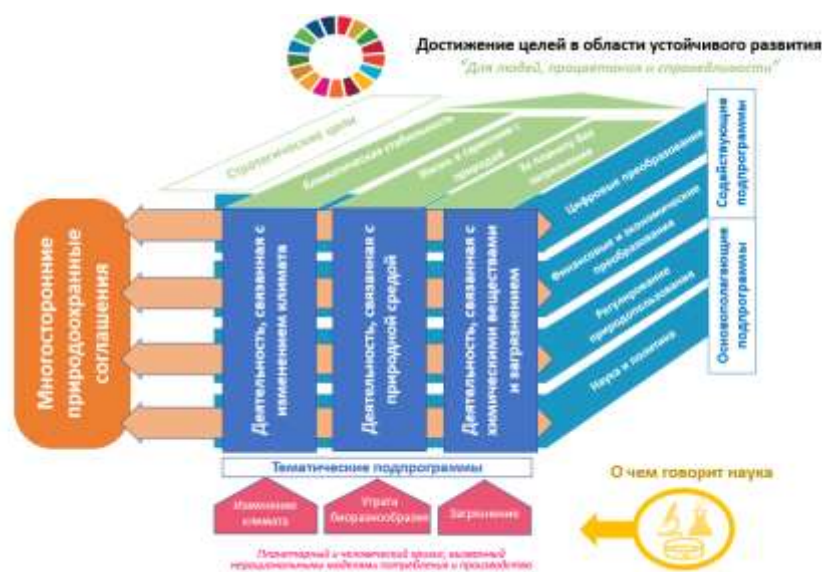 Достижение целей в области устойчивого развития
"Для людей, процветания и справедливости"
Стратегические цели
Климатическая стабильность
Жизнь в гармонии с
природой
За планету без
загрязнения
Цифровые преобразования
Финансовые и экономические
преобразования
Регулирование
природопользования
Наука и политика
Содействующие
подпрограммы
Основополагающие
подпрограммы
Многосторонние
природоохранные
соглашения
Деятельность, связанная с
изменением климата
Деятельность, связанная с
природной средой
Деятельность, связанная с
химическими веществами
и загрязнением
Тематические подпрограммы
Изменение
климата
Утрата
биоразнообразия
Загрязнение
Планетарный и человеческий кризис, вызванный
нерациональными моделями потребления и производства
О чем говорит наука